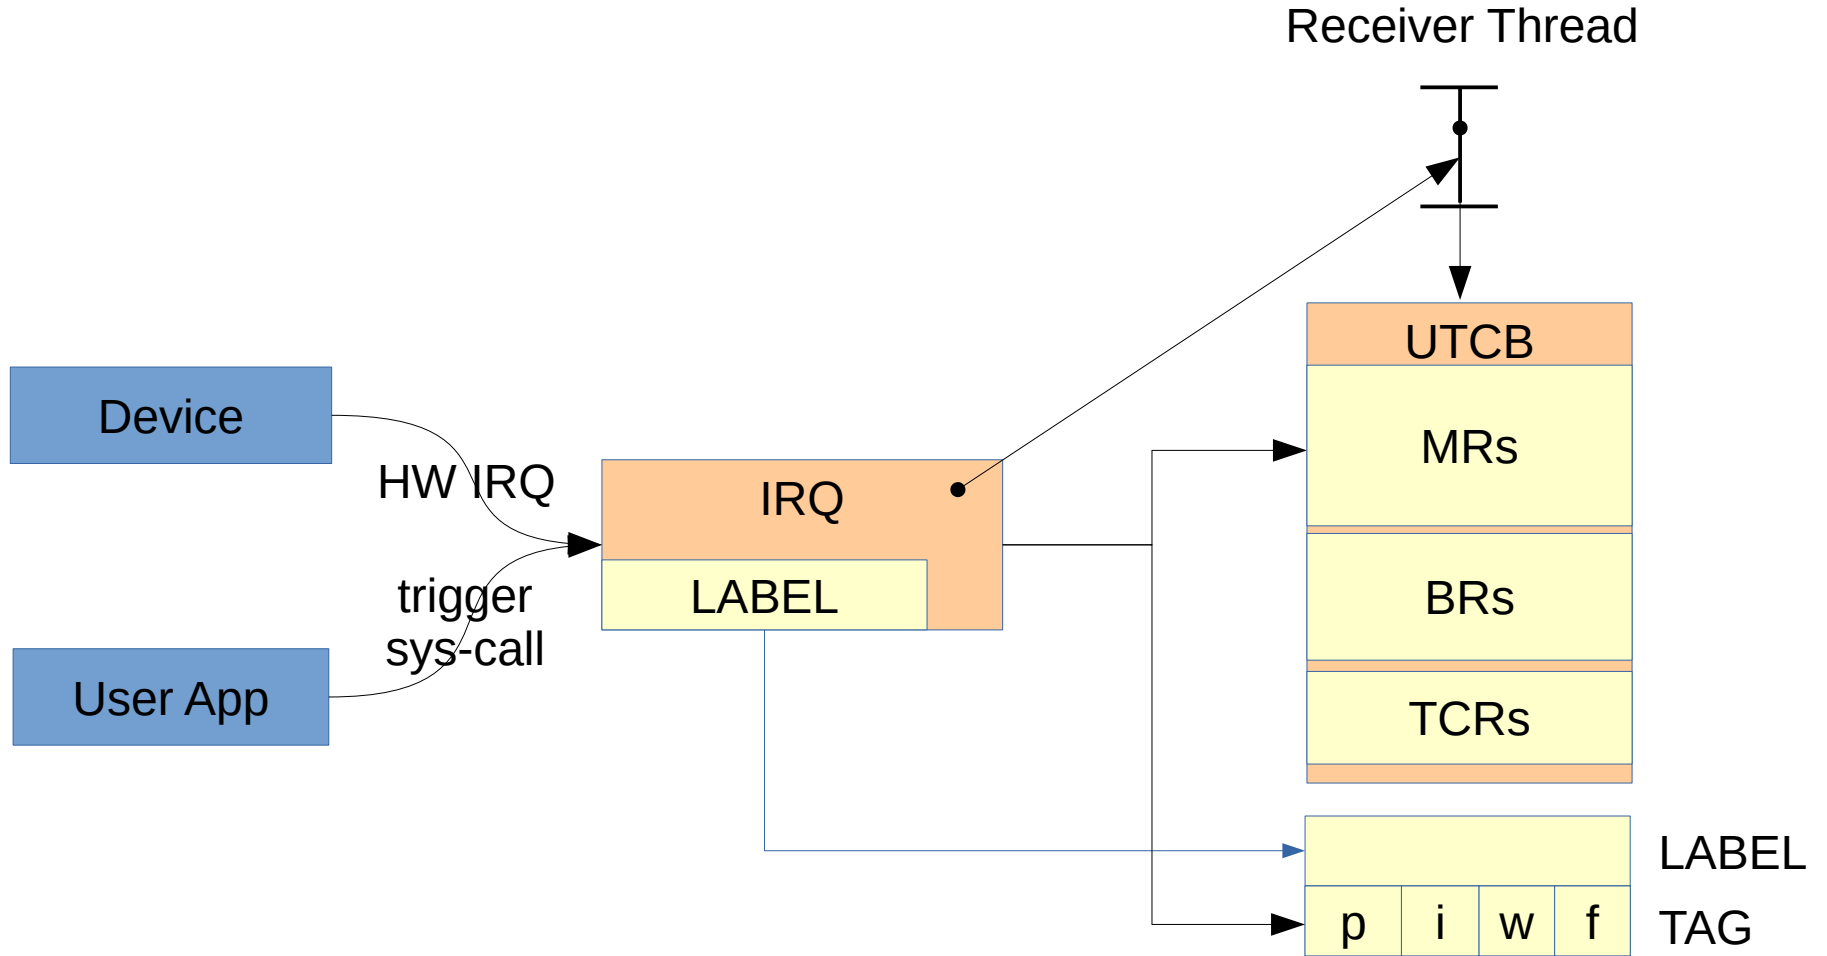 Receiver Thread
UTCB
Device
MRs
HW IRQ
IRQ
trigger
sys-call
LABEL
BRs
User App
TCRs
LABEL
p i w f
TAG